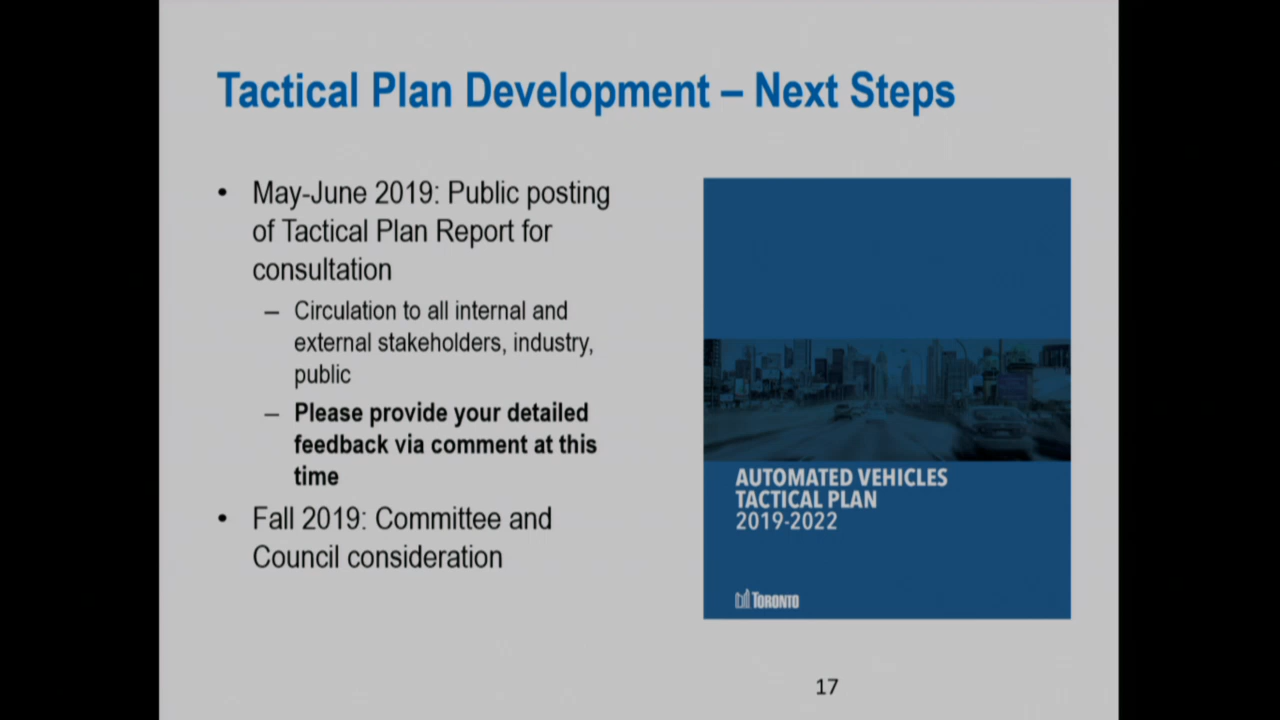 Tactical Plan Development – Next Steps
• May-June 2019: Public posting
of Tactical Plan Report for
consultation
– Circulation to all internal and
external stakeholders, industry,
public
– Please provide your detailed
feedback via comment at this
time
• Fall 2019: Committee and
Council consideration
AUTOMATED VEHICLES
TACTICAL PLAN
2019-2022
TORONTO
17